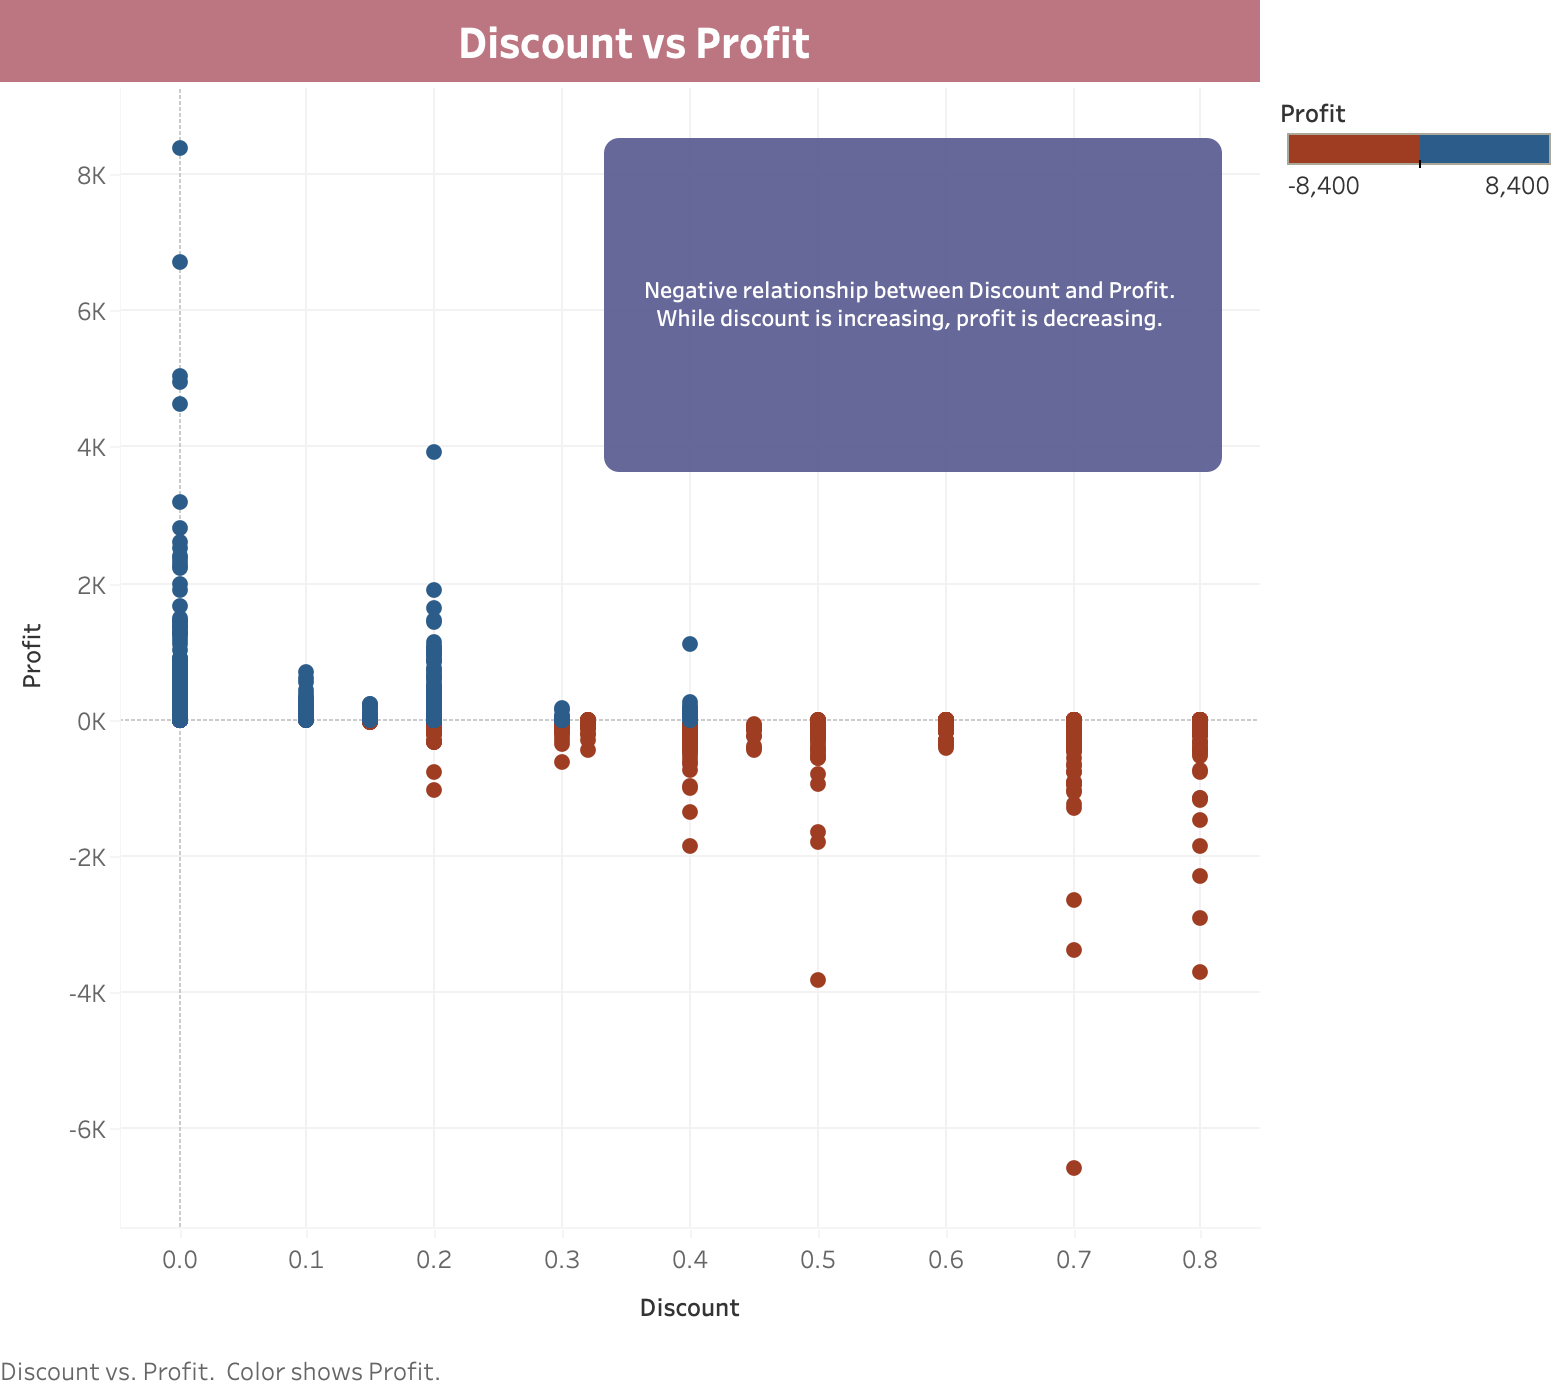 Discount vs Profit
Profit
-8,400 8,400
Negative relationship between Discount and Profit.
While discount is increasing, profit is decreasing.
Profit
8K
6K
4K
2K
0K
-2K
-4K
-6K
0.0 0.1 0.2 0.3 0.4 0.5 0.6 0.7 0.8
Discount
Discount vs. Profit.  Color shows Profit.